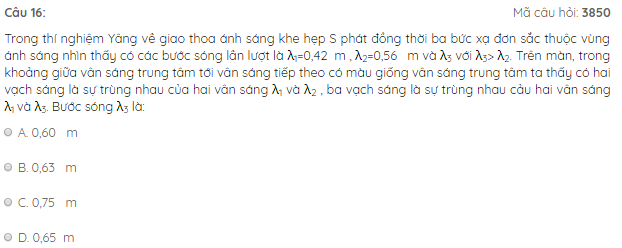 Câu 16: Mã câu hỏi: 3850
Trong thí nghiệm Yâng về giao thoa ánh sáng khe hẹp S phát đồng thời ba bức xạ đơn sắc thuộc vùng
ánh sáng nhìn thấy có các bước sóng lần lượt là λ₁=0,42 m , λ₂=0,56 m và λ₃ với λ₃> λ₂. Trên màn, trong
khoảng giữa vân sáng trung tâm tới vân sáng tiếp theo có màu giống vân sáng trung tâm ta thấy có hai
vạch sáng là sự trùng nhau của hai vân sáng λ₁ và λ₂ , ba vạch sáng là sự trùng nhau cảu hai vân sáng
λ₁ và λ₃. Bước sóng λ₃ là:
A. 0,60 m
B. 0,63 m
C. 0,75 m
D. 0,65 m